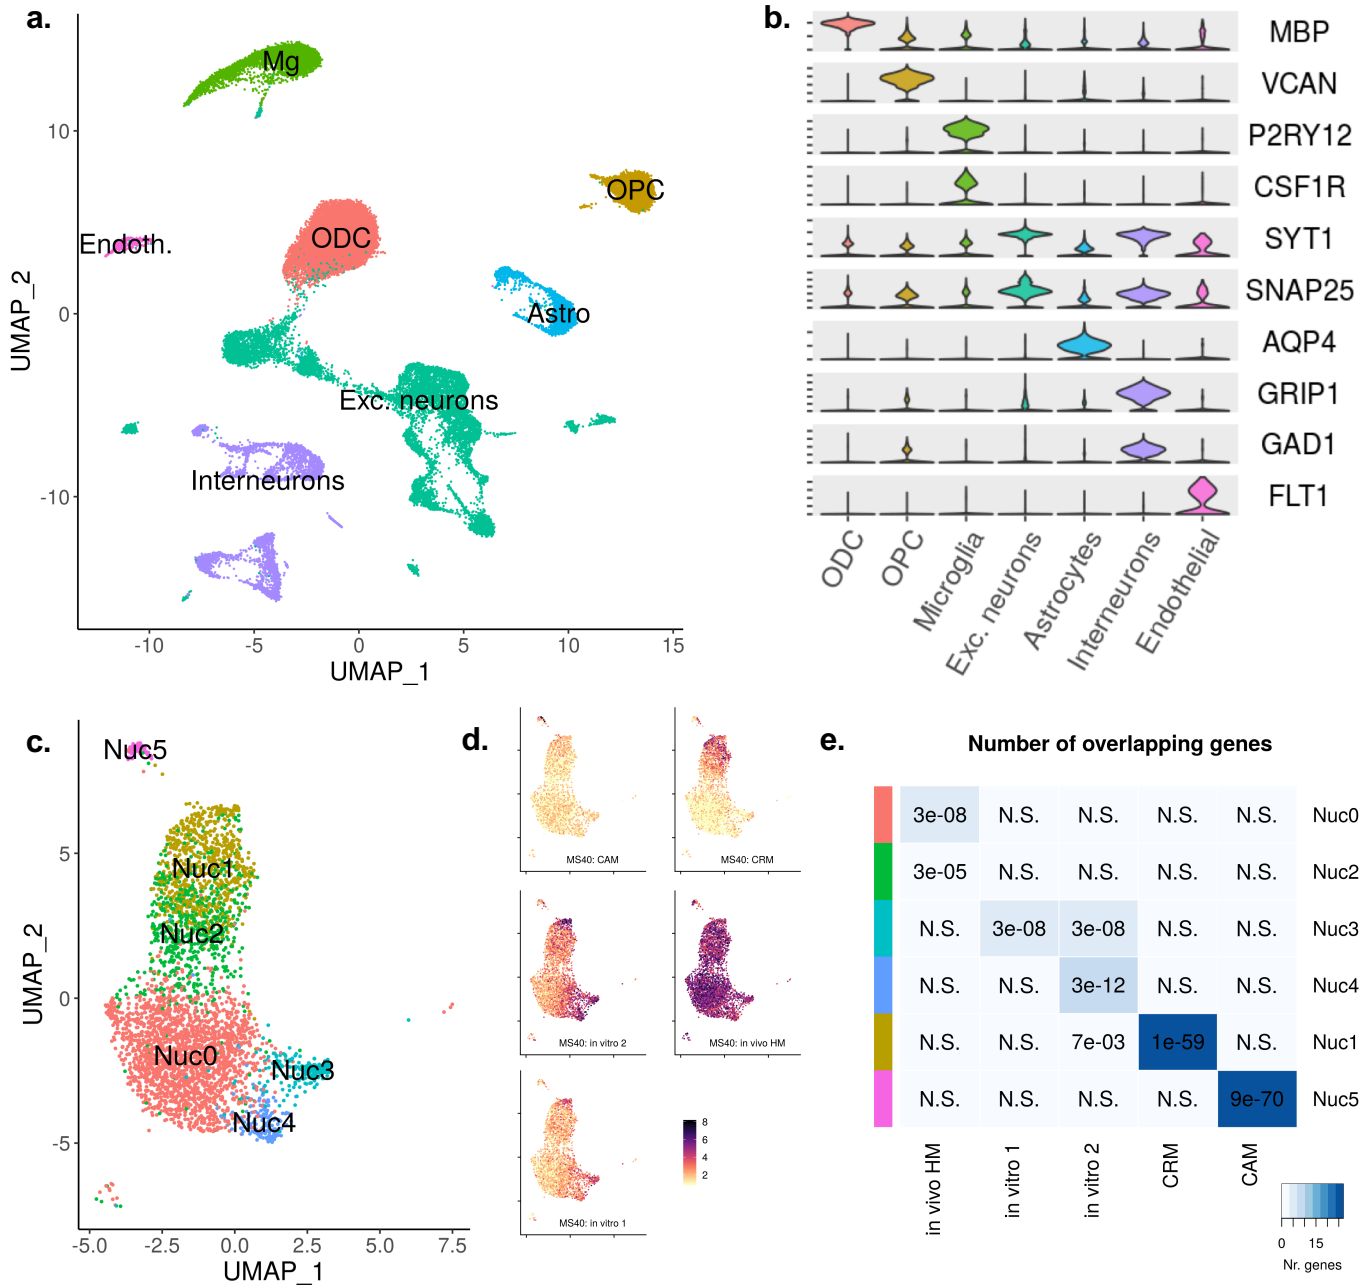 a.
Mg
OPC
ODC
Endoth.
Astro
Exc. neurons
Interneurons
10
0
-10
UMAP_2
-10
-5
0
5
10
15
UMAP_1
b.
MBP
VCAN
P2RY12
CSF1R
SYT1
SNAP25
AQP4
GRIP1
GAD1
FLT1
ODC
OPC
Microglia
Exc. neurons
Astrocytes
Interneurons
Endothelial
c.
Nuc5
Nuc1
Nuc2
Nuc0
Nuc3
Nuc4
5
0
-5
UMAP_2
-5.0
-2.5
0.0
2.5
5.0
7.5
UMAP_1
d.
MS40: CAM
MS40: CRM
MS40: in vitro 2
MS40: in vivo HM
MS40: in vitro 1
8
6
4
2
e.
Number of overlapping genes
3e-08 N.S. N.S. N.S. N.S. Nuc0
3e-05 N.S. N.S. N.S. N.S. Nuc2
N.S. 3e-08 3e-08 N.S. N.S. Nuc3
N.S. N.S. 3e-12 N.S. N.S. Nuc4
N.S. N.S. 7e-03 1e-59 N.S. Nuc1
N.S. N.S. N.S. N.S. 9e-70 Nuc5
in vivo HM
in vitro 1
in vitro 2
CRM
CAM
0 15
Nr. genes